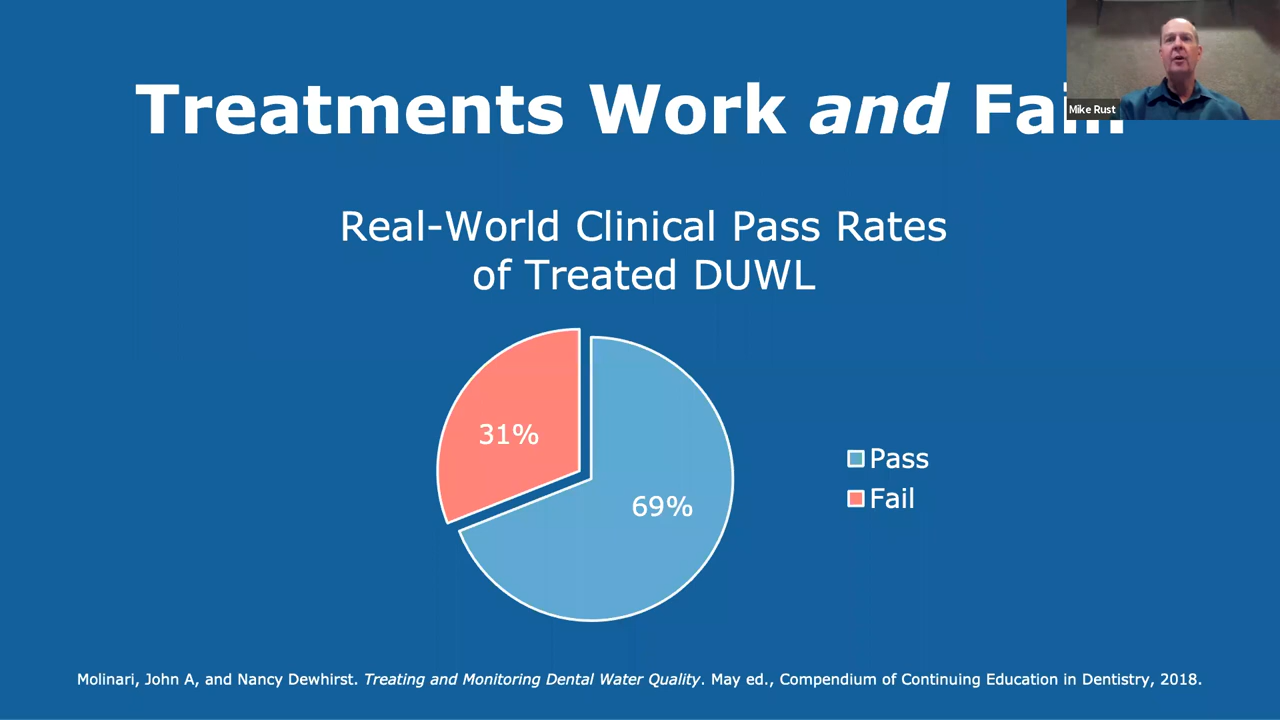 Treatments Work and
Mike Rust
Real-World Clinical Pass Rates
of Treated DUWL
31%
69%
Pass
Fail
Molinari, John A, and Nancy Dewhirst. Treating and Monitoring Dental Water Quality. May ed., Compendium of Continuing Education in Dentistry, 2018.